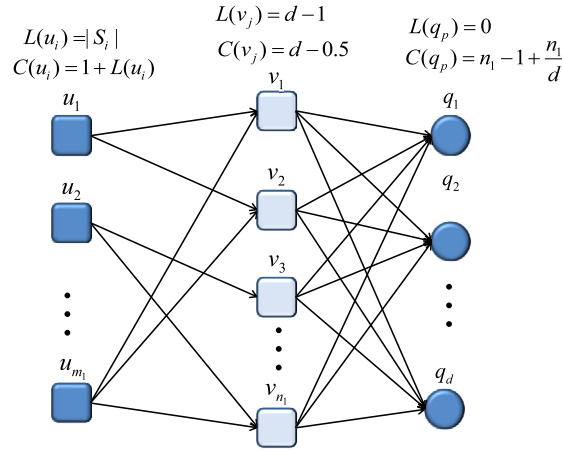 L(u_i)=|S_i|
C(u_i)=1+L(u_i)
L(v_j)=d−1
C(v_j)=d−0.5
L(q_p)=0
C(q_p)=n_1−1+n_1/d
u_1
u_2
u_{m_1}
v_1
v_2
v_3
v_{n_1}
q_1
q_2
q_d